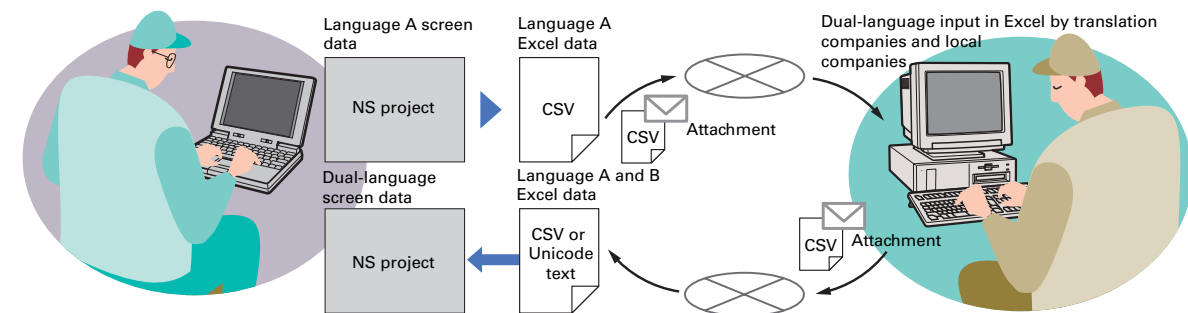 Language A screen
data
NS project
Language A
Excel data
CSV
CSV
Attachment
Dual-language input in Excel by translation
companies and local
companies
Dual-language
screen data
NS project
Language A and B
Excel data
CSV or
Unicode
text
CSV
Attachment